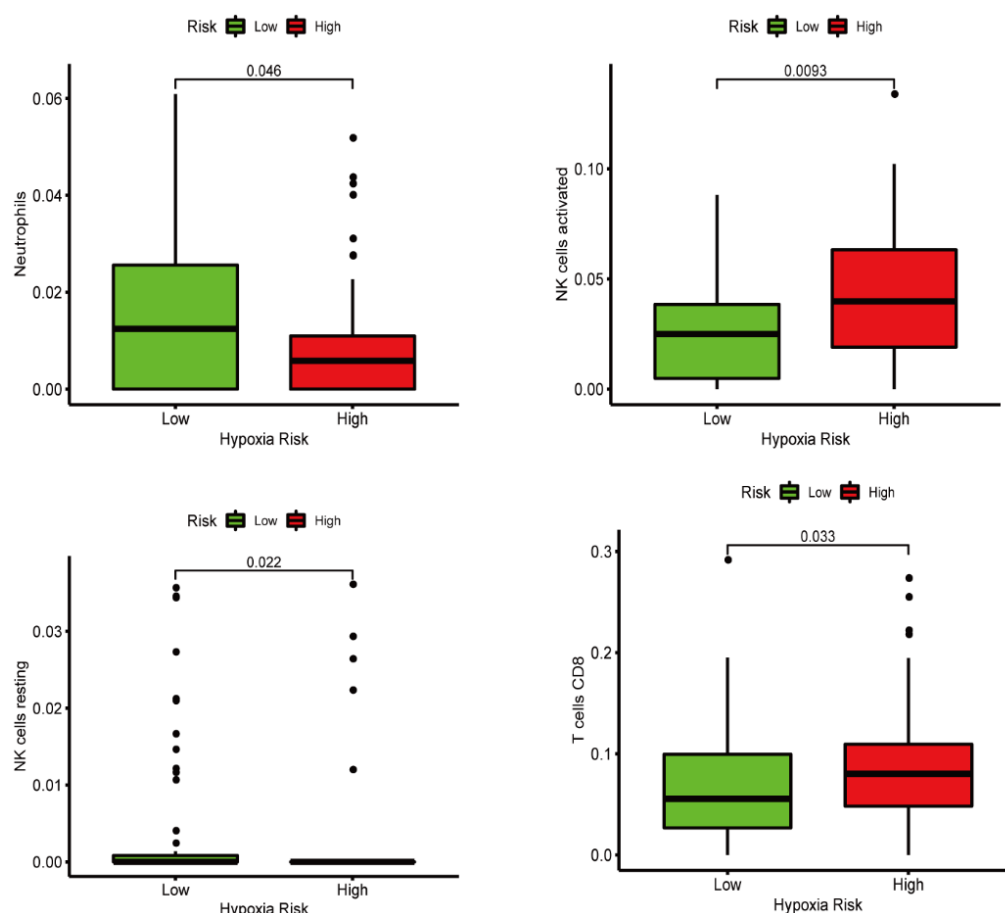 Risk Low High
0.046
0.06
0.04
0.02
0.00
Neutrophils
Low High
Hypoxia Risk
Risk Low High
0.0093
0.10
0.05
0.00
NK cells activated
Low High
Hypoxia Risk
Risk Low High
0.022
0.03
0.02
0.01
0.00
NK cells resting
Low High
Hypoxia Risk
Risk Low High
0.033
0.3
0.2
0.1
0.0
T cells CD8
Low High
Hypoxia Risk